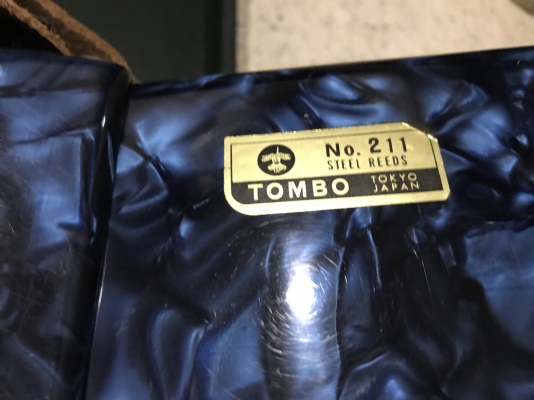 No. 211
STEEL REEDS
TOMBO TOKYO
JAPAN